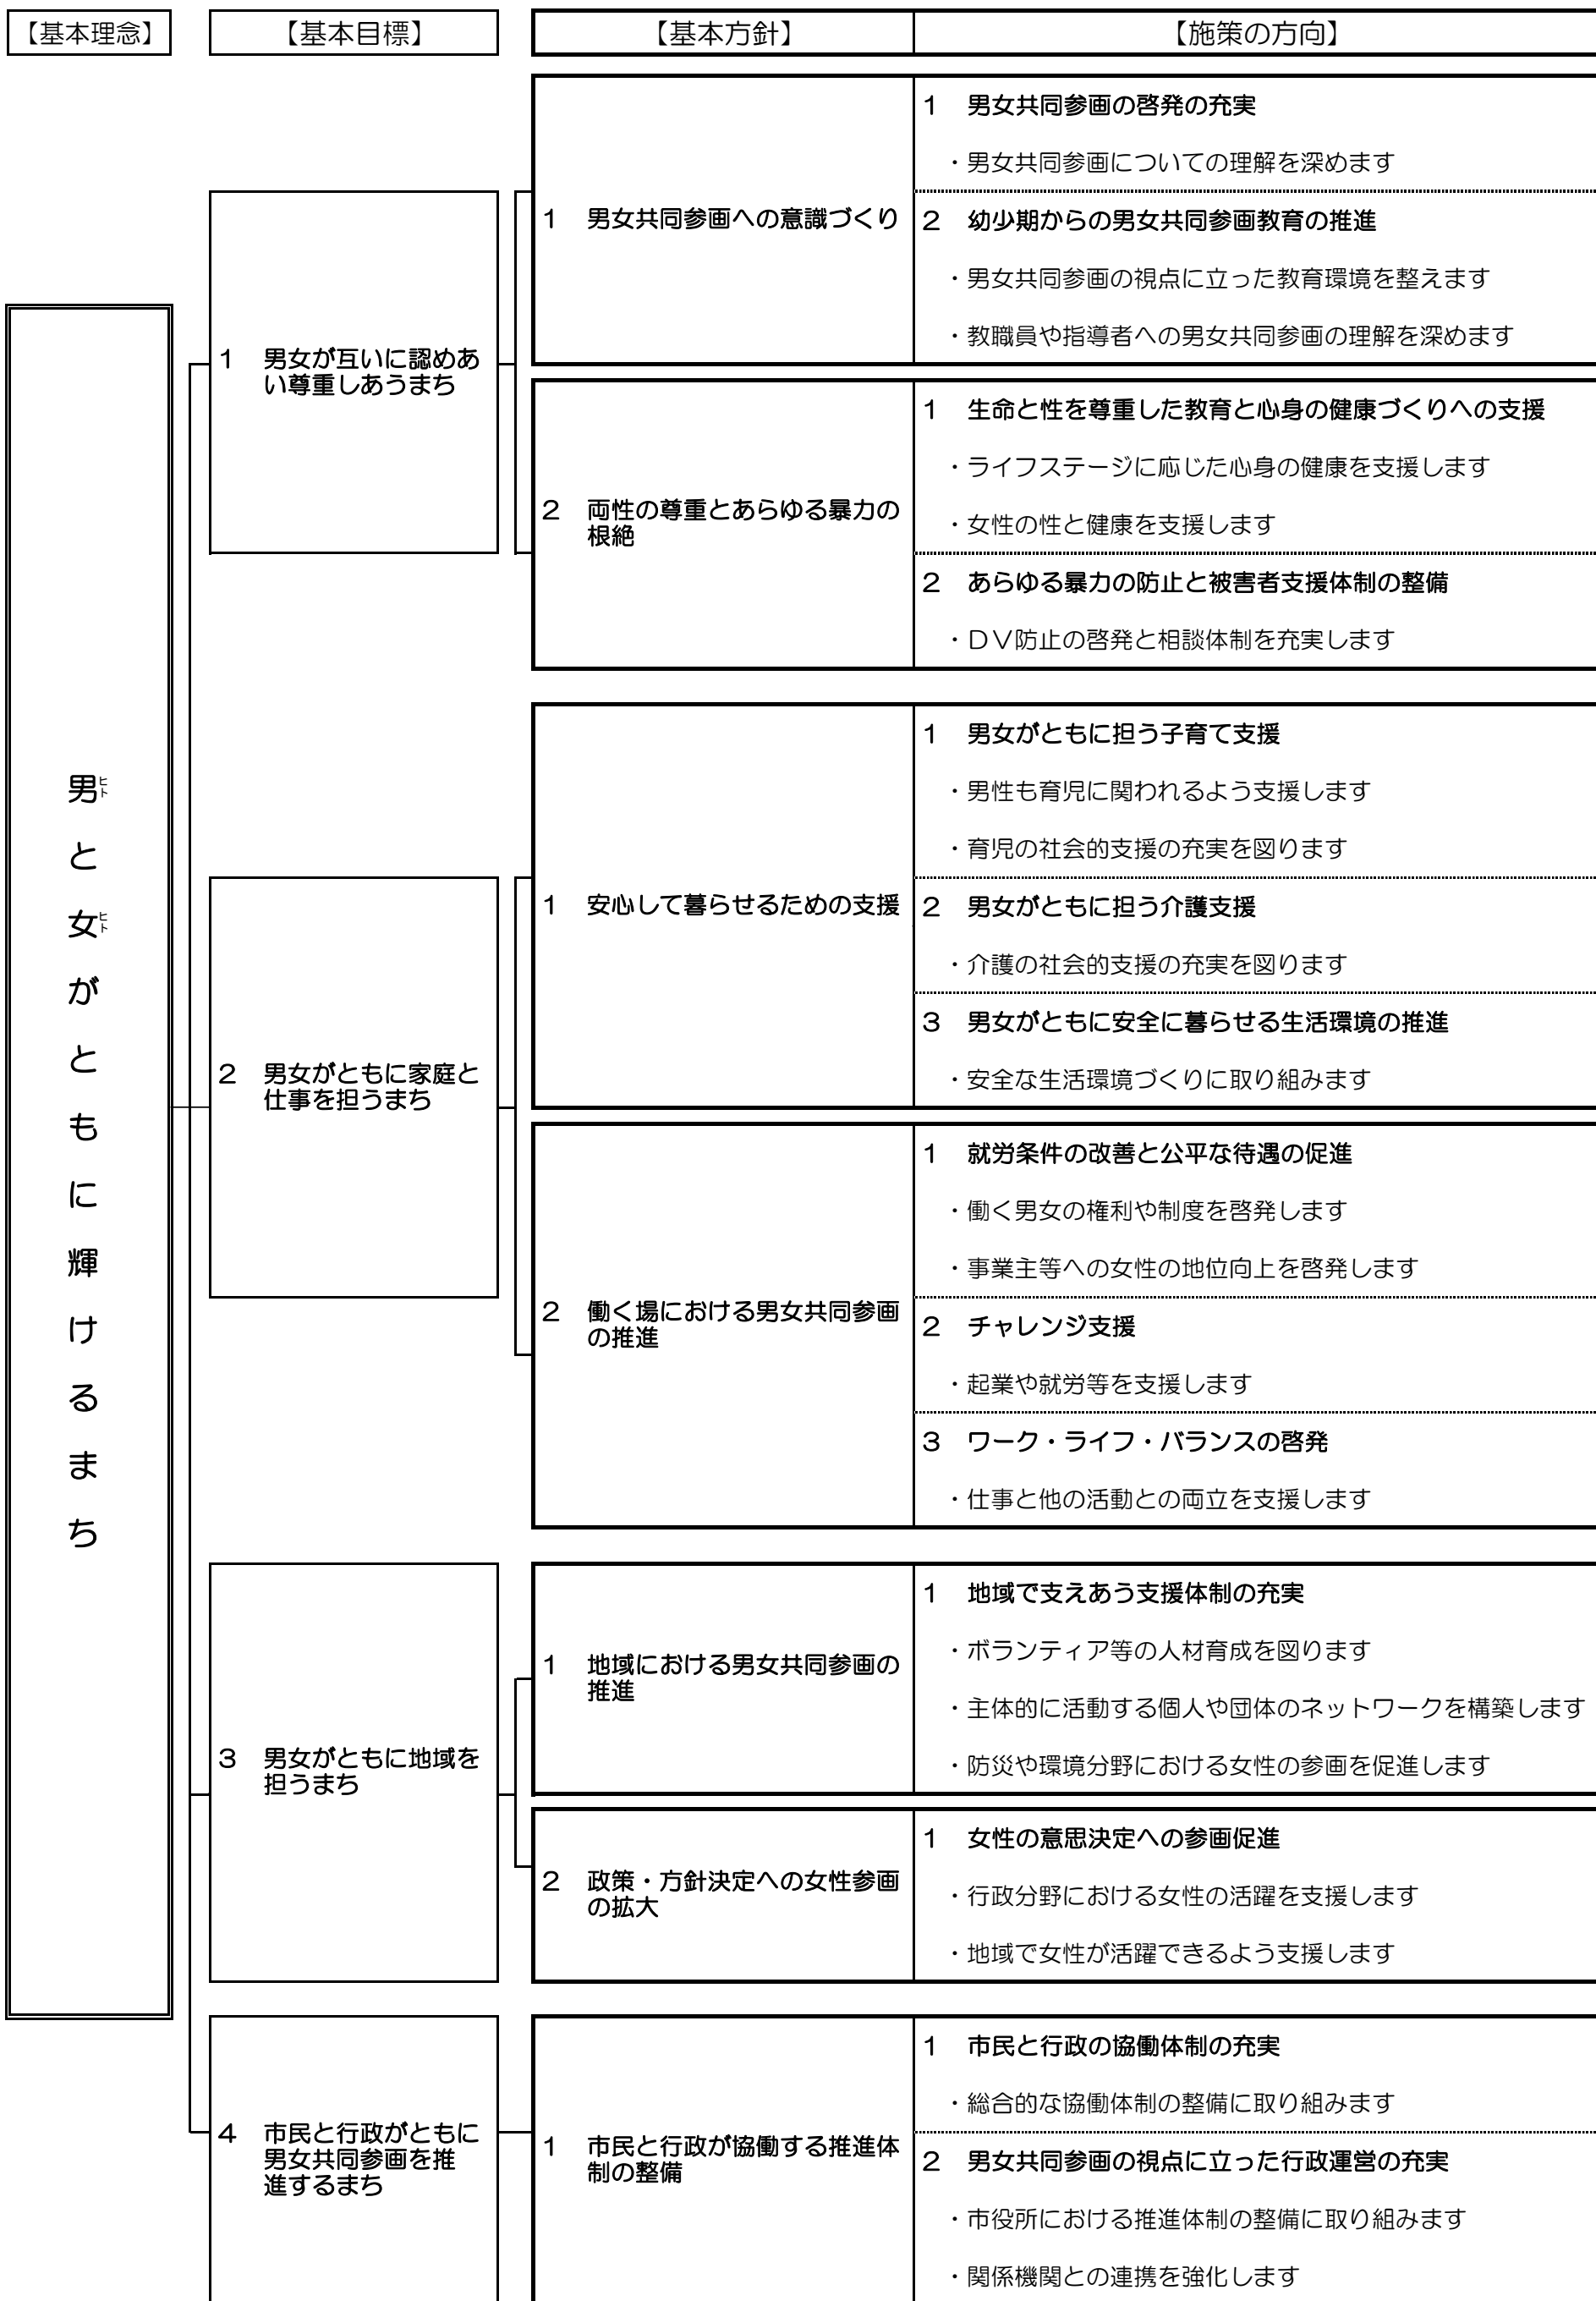 【基本理念】
【基本目標】
【基本方針】
【施策の方向】
男と女がともに輝けるまち
ヒト
ヒト
1 男女が互いに認めあ
い尊重しあうまち
1 男女共同参画への意識づくり
1 男女共同参画の啓発の充実
・男女共同参画についての理解を深めます
2 幼少期からの男女共同参画教育の推進
・男女共同参画の視点に立った教育環境を整えます
・教職員や指導者への男女共同参画の理解を深めます
2 両性の尊重とあらゆる暴力の
根絶
1 生命と性を尊重した教育と心身の健康づくりへの支援
・ライフステージに応じた心身の健康を支援します
・女性の性と健康を支援します
2 あらゆる暴力の防止と被害者支援体制の整備
・ＤＶ防止の啓発と相談体制を充実します
2 男女がともに家庭と
仕事を担うまち
1 安心して暮らせるための支援
1 男女がともに担う子育て支援
・男性も育児に関われるよう支援します
・育児の社会的支援の充実を図ります
2 男女がともに担う介護支援
・介護の社会的支援の充実を図ります
3 男女がともに安全に暮らせる生活環境の推進
・安全な生活環境づくりに取り組みます
2 働く場における男女共同参画
の推進
1 就労条件の改善と公平な待遇の促進
・働く男女の権利や制度を啓発します
・事業主等への女性の地位向上を啓発します
2 チャレンジ支援
・起業や就労等を支援します
3 ワーク・ライフ・バランスの啓発
・仕事と他の活動との両立を支援します
3 男女がともに地域を
担うまち
1 地域における男女共同参画の
推進
1 地域で支えあう支援体制の充実
・ボランティア等の人材育成を図ります
・主体的に活動する個人や団体のネットワークを構築します
・防災や環境分野における女性の参画を促進します
2 政策・方針決定への女性参画
の拡大
1 女性の意思決定への参画促進
・行政分野における女性の活躍を支援します
・地域で女性が活躍できるよう支援します
4 市民と行政がともに
男女共同参画を推
進するまち
1 市民と行政が協働する推進体
制の整備
1 市民と行政の協働体制の充実
・総合的な協働体制の整備に取り組みます
2 男女共同参画の視点に立った行政運営の充実
・市役所における推進体制の整備に取り組みます
・関係機関との連携を強化します